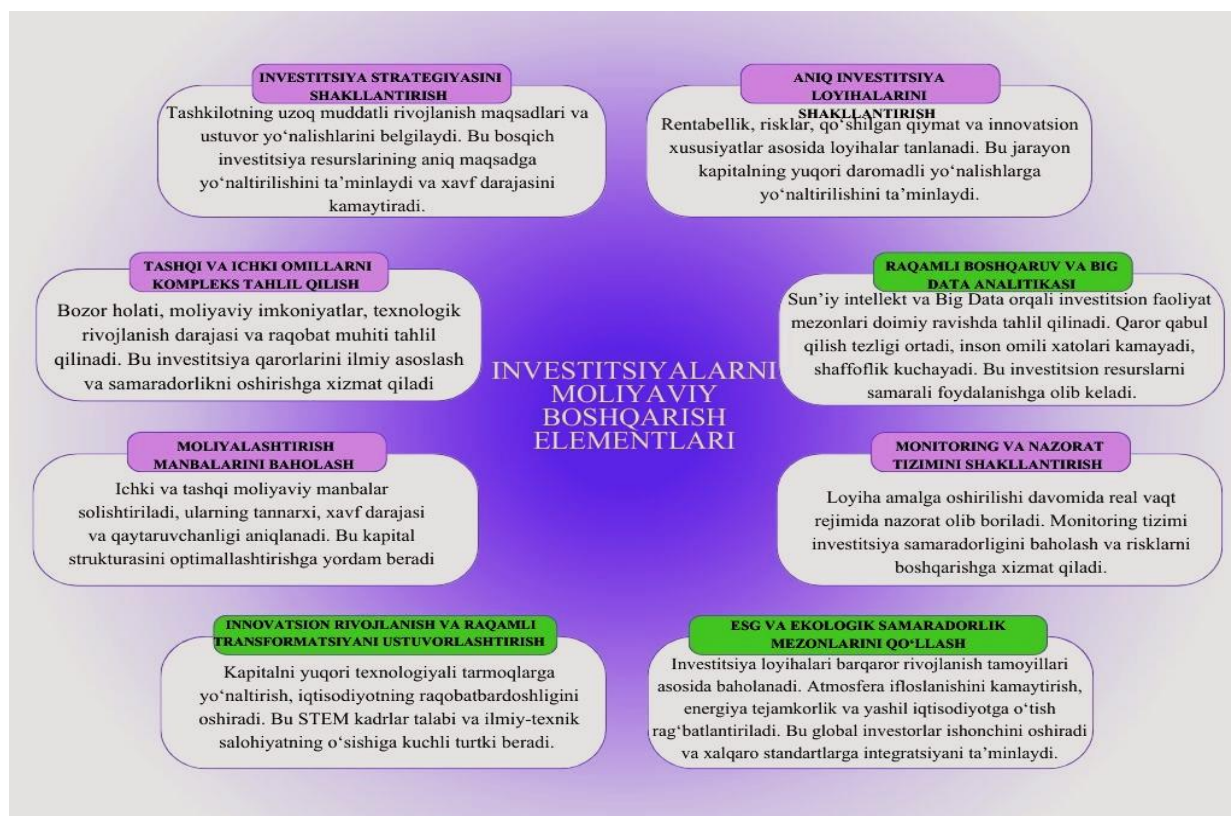 INVESTITSIYA STRATEGIYASINI
SHAKLLANTIRISH
Tashkilotning uzoq muddatli rivojlanish maqsadlari va
ustuvor yo‘nalishlarini belgilaydi. Bu bosqich
investitsiya resurslarining aniq maqsadga
yo‘naltirilishini ta’minlaydi va xavf darajasini
kamaytiradi.
ANIQ INVESTITSIYA
LOYIHALARINI
SHAKLLANTIRISH
Rentabellik, risklar, qo‘shilgan qiymat va innovatsion
xususiyatlar asosida loyihalar tanlanadi. Bu jarayon
kapitalning yuqori daromadli yo‘nalishlarga
yo‘naltirilishini ta’minlaydi.
TASHQI VA ICHKI OMILLARNI
KOMPLEKS TAHLIL QILISH
Bozor holati, moliyaviy imkoniyatlar, texnologik
rivojlanish darajasi va raqobat muhiti tahlil
qilinadi. Bu investitsiya qarorlarini ilmiy asoslash
va samaradorlikni oshirishga xizmat qiladi
RAQAMLI BOSHQARUV VA BIG
DATA ANALITIKASI
Sun’iy intellekt va Big Data orqali investitsion faoliyat
mezonlari doimiy ravishda tahlil qilinadi. Qaror qabul
qilish tezligi ortadi, inson omili xatolari kamayadi,
shaffoflik kuchayadi. Bu investitsion resurslarni
samarali foydalanishga olib keladi.
INVESTITSIYALARNI
MOLIYAVIY
BOSHQARISH
ELEMENTLARI
MOLIYALASHTIRISH
MANBALARINI BAHOLASH
Ichki va tashqi moliyaviy manbalar
solishtiriladi, ularning tannarxi, xavf darajasi
va qaytaruvchanligi aniqlanadi. Bu kapital
strukturasini optimallashtirishga yordam beradi
MONITORING VA NAZORAT
TIZIMINI SHAKLLANTIRISH
Loyiha amalga oshirilishi davomida real vaqt
rejimida nazorat olib boriladi. Monitoring tizimi
investitsiya samaradorligini baholash va risklarni
boshqarishga xizmat qiladi.
INNOVATSION RIVOJLANISH VA RAQAMLI
TRANSFORMATSIYANI USTUVORLASHTIRISH
Kapitalni yuqori texnologiyali tarmoqlarga
yo‘naltirish, iqtisodiyotning raqobatbardoshligini
oshiradi. Bu STEM kadrlar talabi va ilmiy-texnik
salohiyatning o‘sishiga kuchli turtki beradi.
ESG VA EKOLOGIK SAMARADORLIK
MEZONLARINI QO‘LLASH
Investitsiya loyihalari barqaror rivojlanish tamoyillari
asosida baholanadi. Atmosfera ifloslanishini kamaytirish,
energiya tejamkorlik va yashil iqtisodiyotga o‘tish
rag‘batlantiriladi. Bu global investorlar ishonchini oshiradi
va xalqaro standartlarga integratsiyani ta’minlaydi.